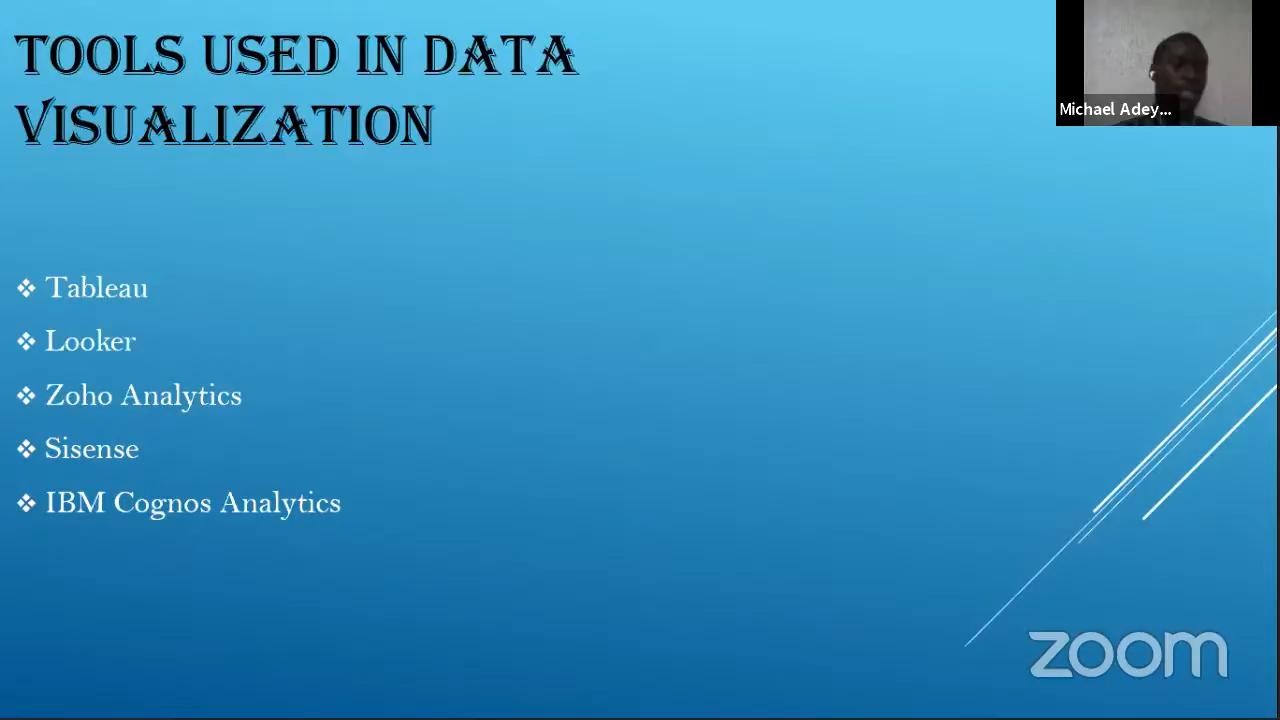 TOOLS USED IN DATA
VISUALIZATION
Michael Adey...
❖ Tableau
❖ Looker
❖ Zoho Analytics
❖ Sisense
❖ IBM Cognos Analytics
zoom